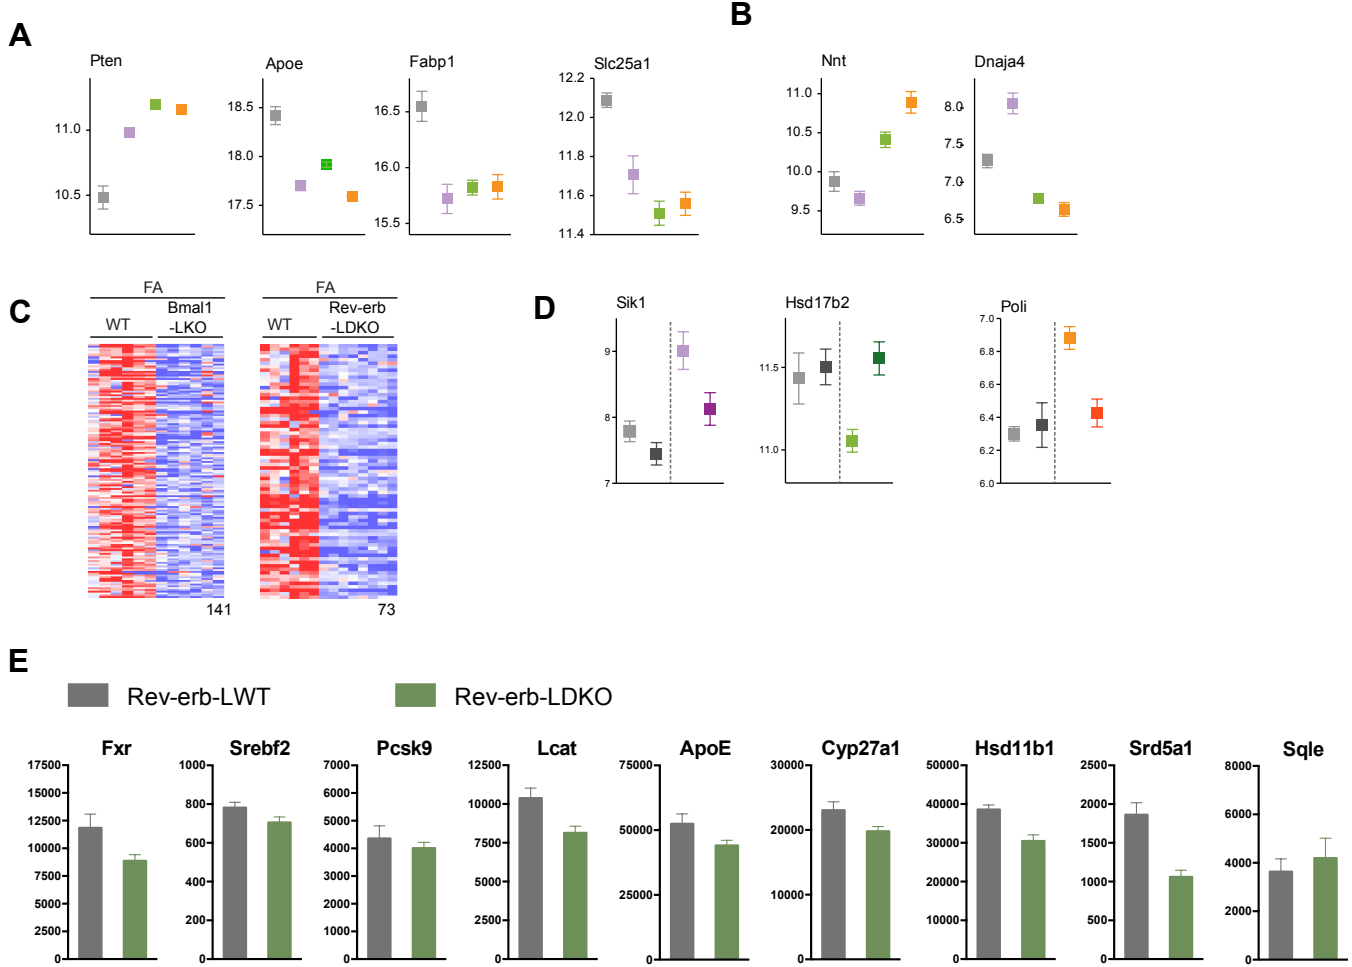 A
B
Pten
Apoe
Fabp1
Slc25a1
Nnt
Dnaja4
11.0
10.5
18.5
18.0
17.5
16.5
16.0
15.5
12.2
12.0
11.8
11.6
11.4
11.0
10.5
10.0
9.5
8.0
7.5
7.0
6.5
C
FA
WT
Bmal1
-LKO
141
FA
WT
Rev-erb
-LDKO
73
D
Sik1
9
8
7
Hsd17b2
11.5
11.0
Poli
7.0
6.8
6.6
6.4
6.2
6.0
E
Rev-erb-LWT
Rev-erb-LDKO
Fxr
17500
15000
12500
10000
7500
5000
2500
0
Srebf2
1000
800
600
400
200
0
Pcsk9
7000
6000
5000
4000
3000
2000
1000
0
Lcat
12500
10000
7500
5000
2500
0
ApoE
75000
50000
25000
0
Cyp27a1
30000
20000
10000
0
Hsd11b1
50000
40000
30000
20000
10000
0
Srd5a1
2500
2000
1500
1000
500
0
Sqle
8000
6000
4000
2000
0